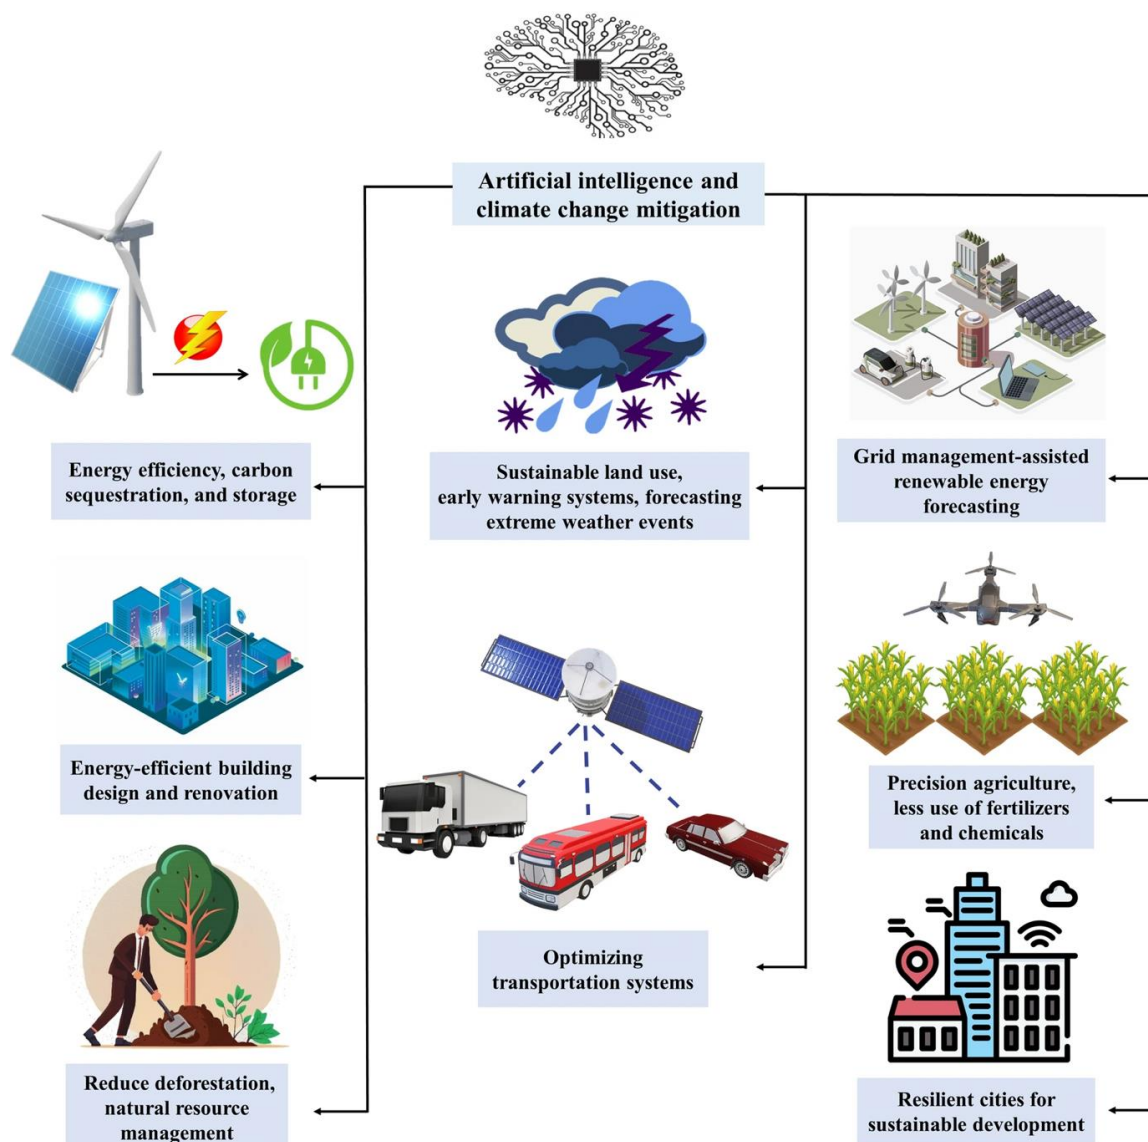 Artificial intelligence and
climate change mitigation
Energy efficiency, carbon
sequestration, and storage
Sustainable land use,
early warning systems, forecasting
extreme weather events
Grid management-assisted
renewable energy
forecasting
Energy-efficient building
design and renovation
Precision agriculture,
less use of fertilizers
and chemicals
Optimizing
transportation systems
Reduce deforestation,
natural resource
management
Resilient cities for
sustainable development